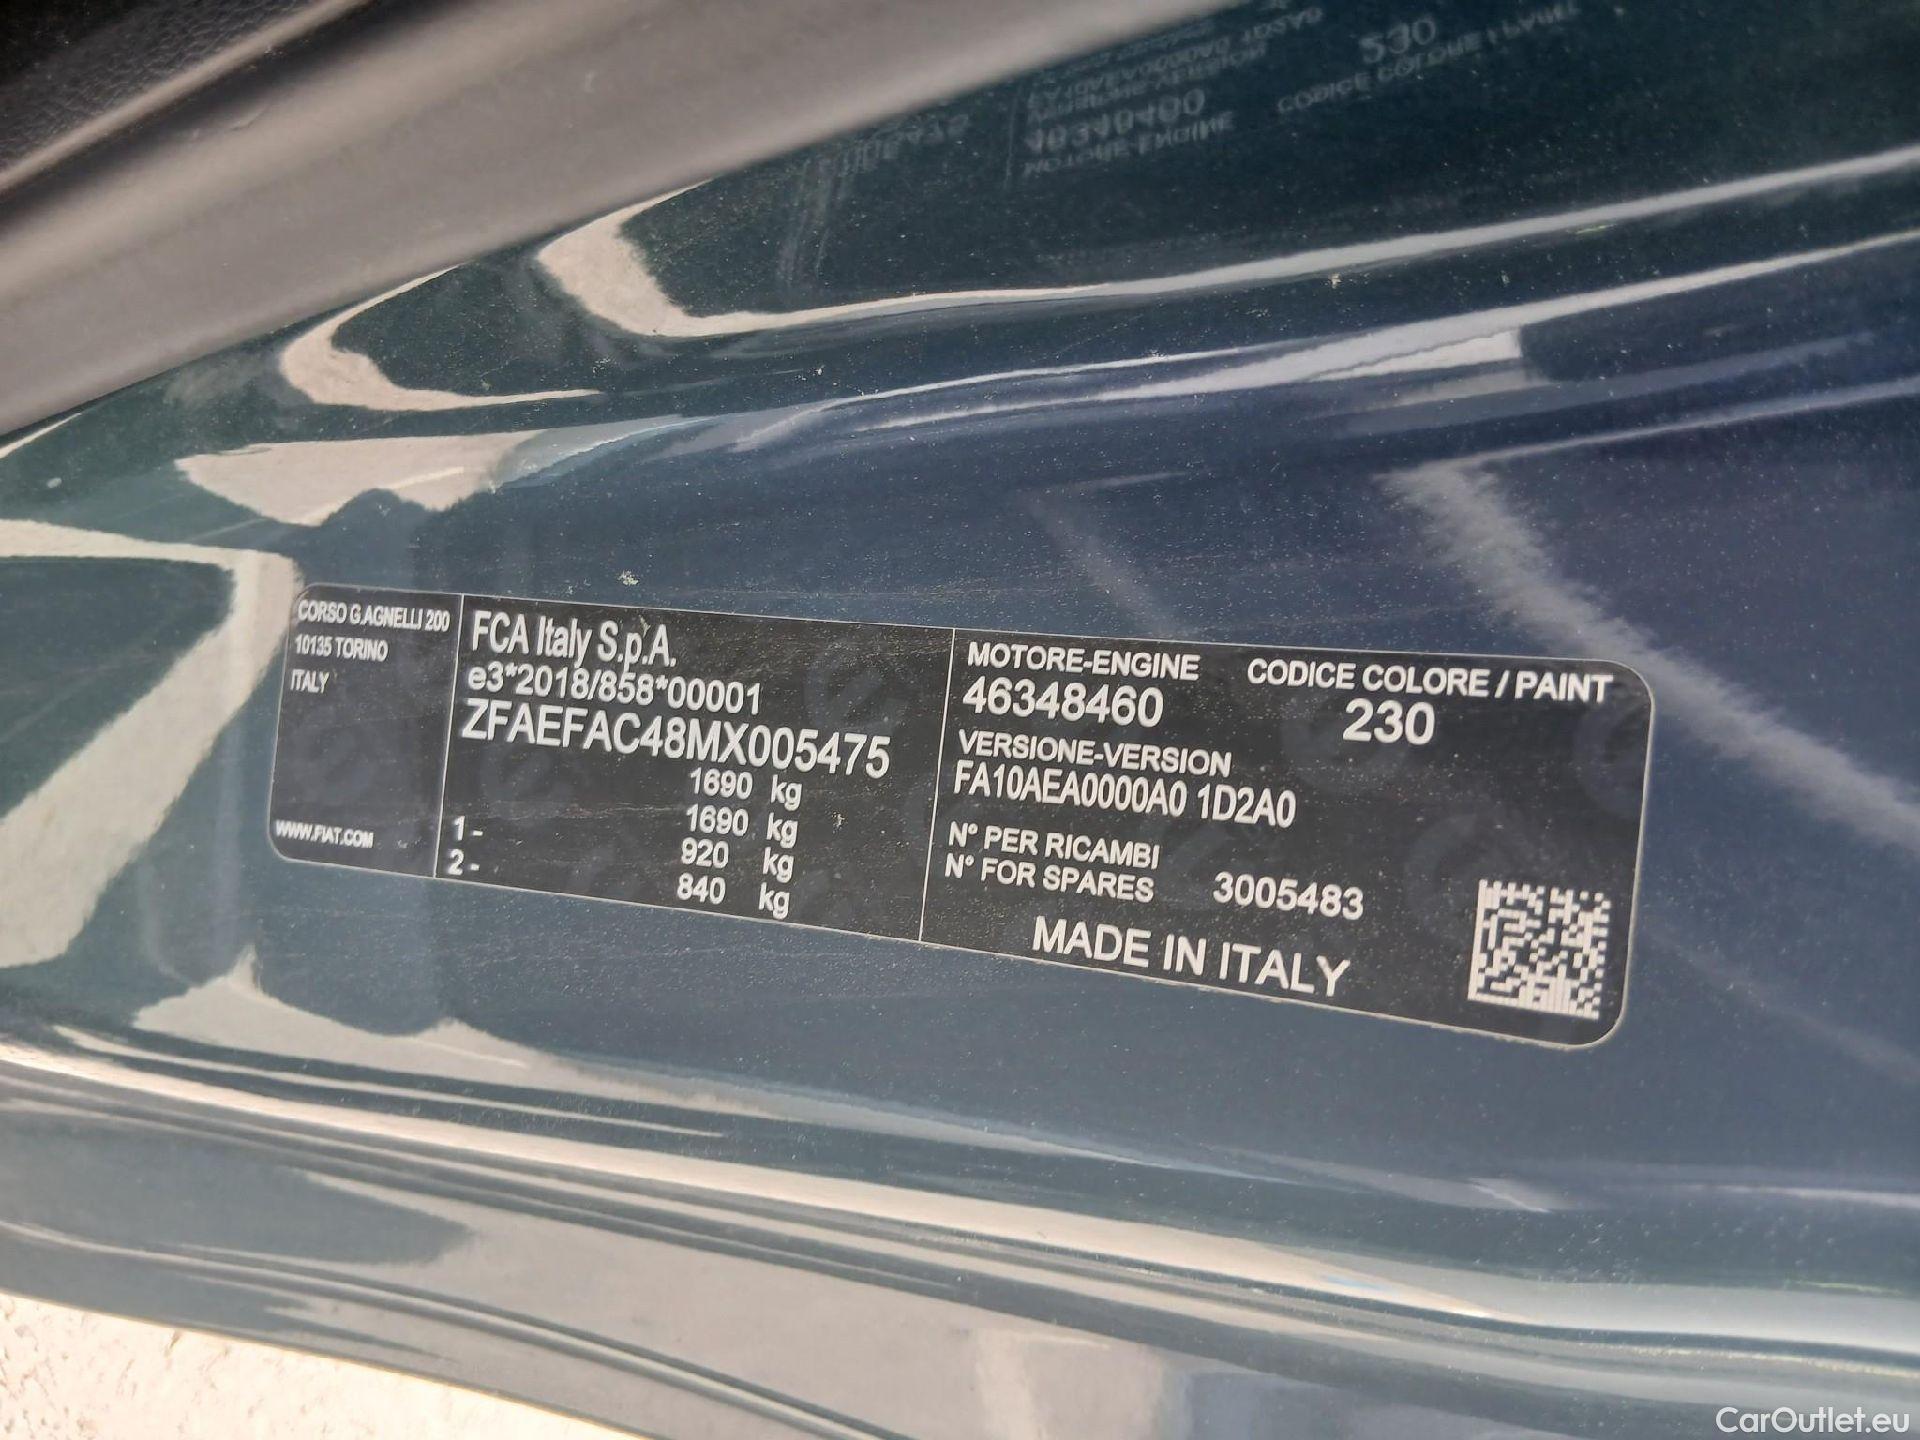 CORSO G.AGNELLI 200
10135 TORINO
ITALY
WWW.FIAT.COM
FCA Italy S.p.A.
e3*2018/858*00001
ZFAEFAC48MX005475
1690 kg
1690 kg
1- 920 kg
2- 840 kg
MOTORE-ENGINE
46348460
CODICE COLORE / PAINT
230
VERSIONE-VERSION
FA10AEA0000A0 1D2A0
N° PER RICAMBI
N° FOR SPARES 3005483
MADE IN ITALY
CarOutlet.eu